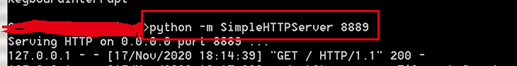 KeyboardInterrupt
>python -m SimpleHTTPServer 8889
Serving HTTP on 0.0.0.0 port 8889 ...
127.0.0.1 - - [17/Nov/2020 18:14:39] "GET / HTTP/1.1" 200 -